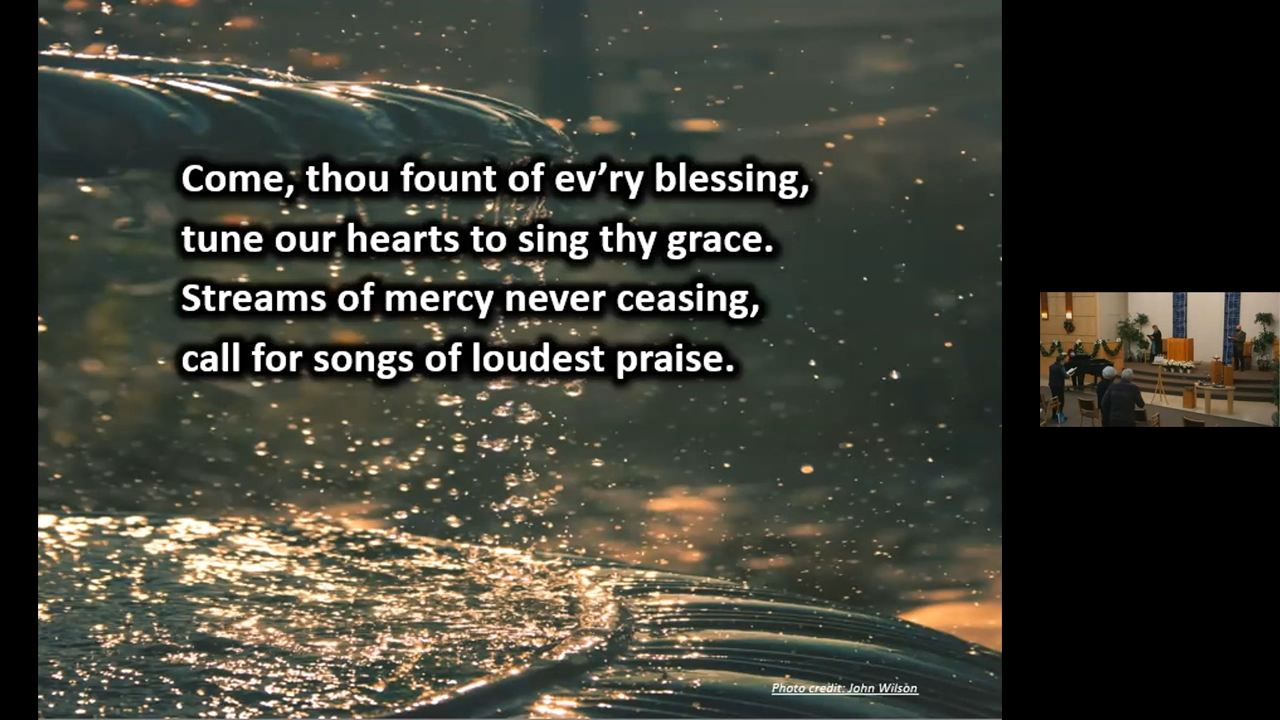 Come, thou fount of ev’ry blessing,
tune our hearts to sing thy grace.
Streams of mercy never ceasing,
call for songs of loudest praise.
Photo credit: John Wilson